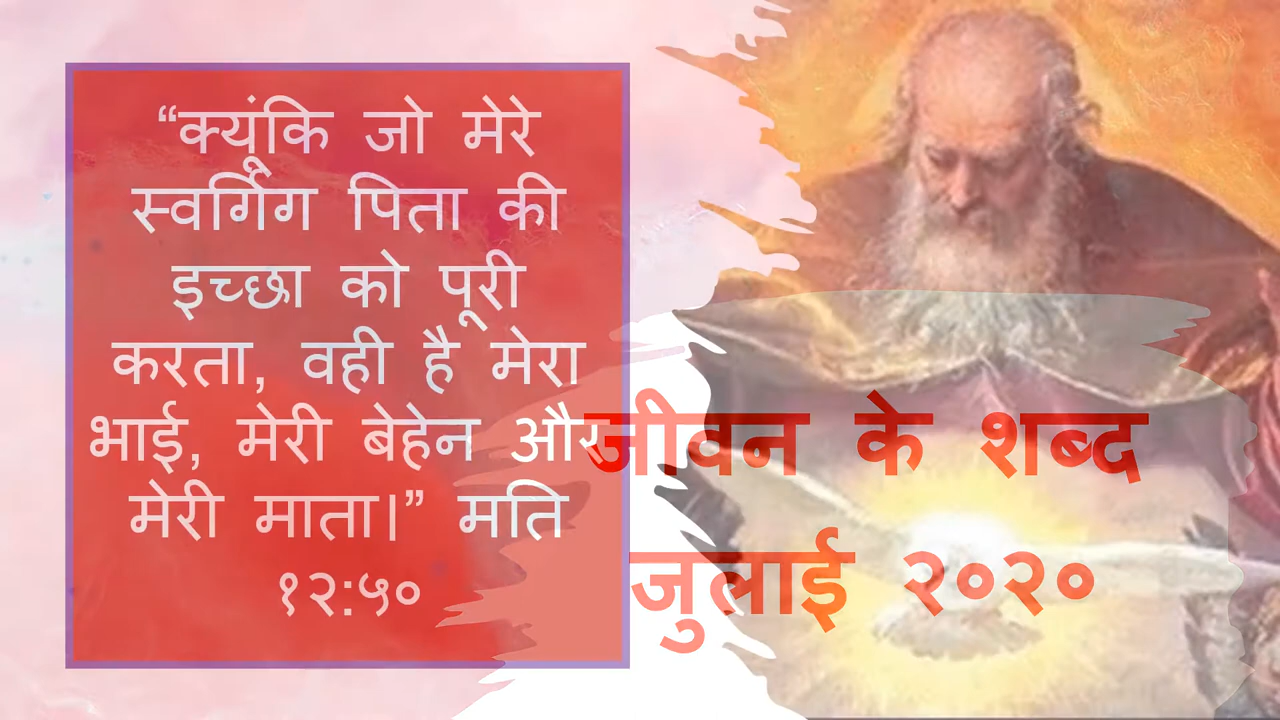 “क्यूंकि जो मेरे
स्वर्गिग पिता की
इच्छा को पूरी
करता, वही है मेरा
भाई, मेरी बेहेन और
मेरी माता।” मति
१२:५०
जीवन के शब्द
जुलाई २०२०